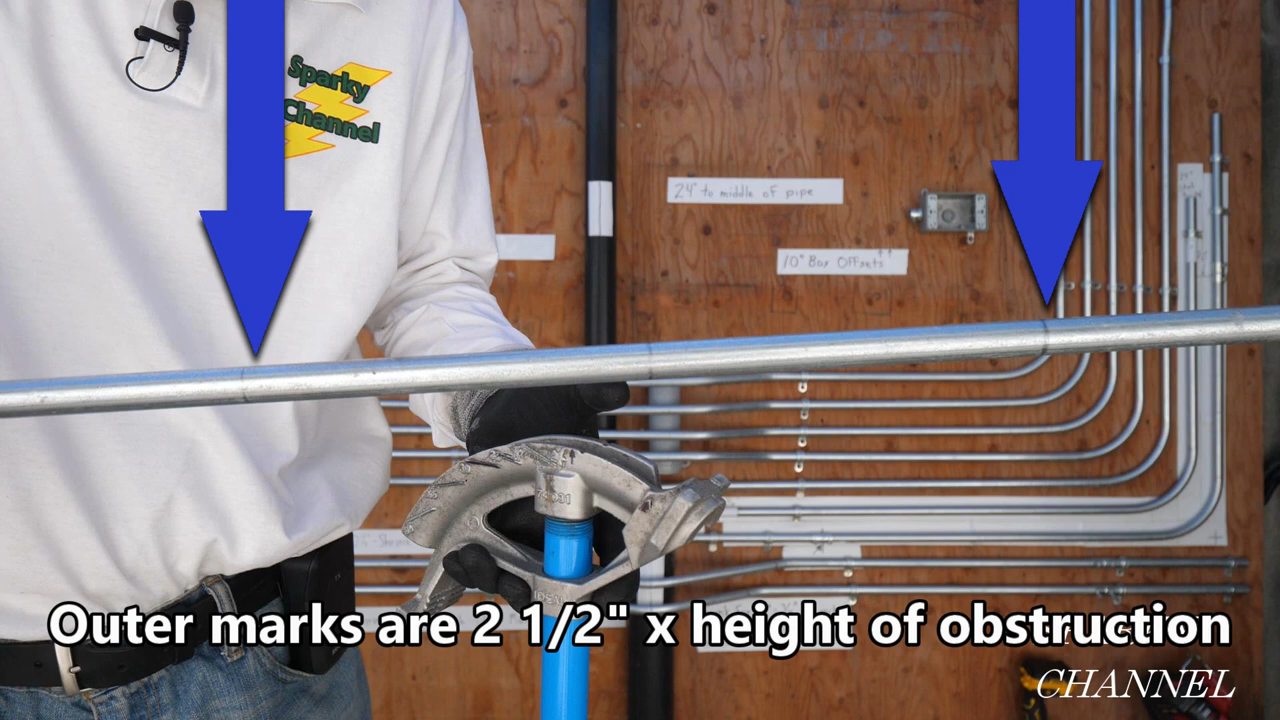 Sparky
Channel
24" to middle of pipe
10" Box Offsets ↑↑
Outer marks are 2 1/2" x height of obstruction
CHANNEL